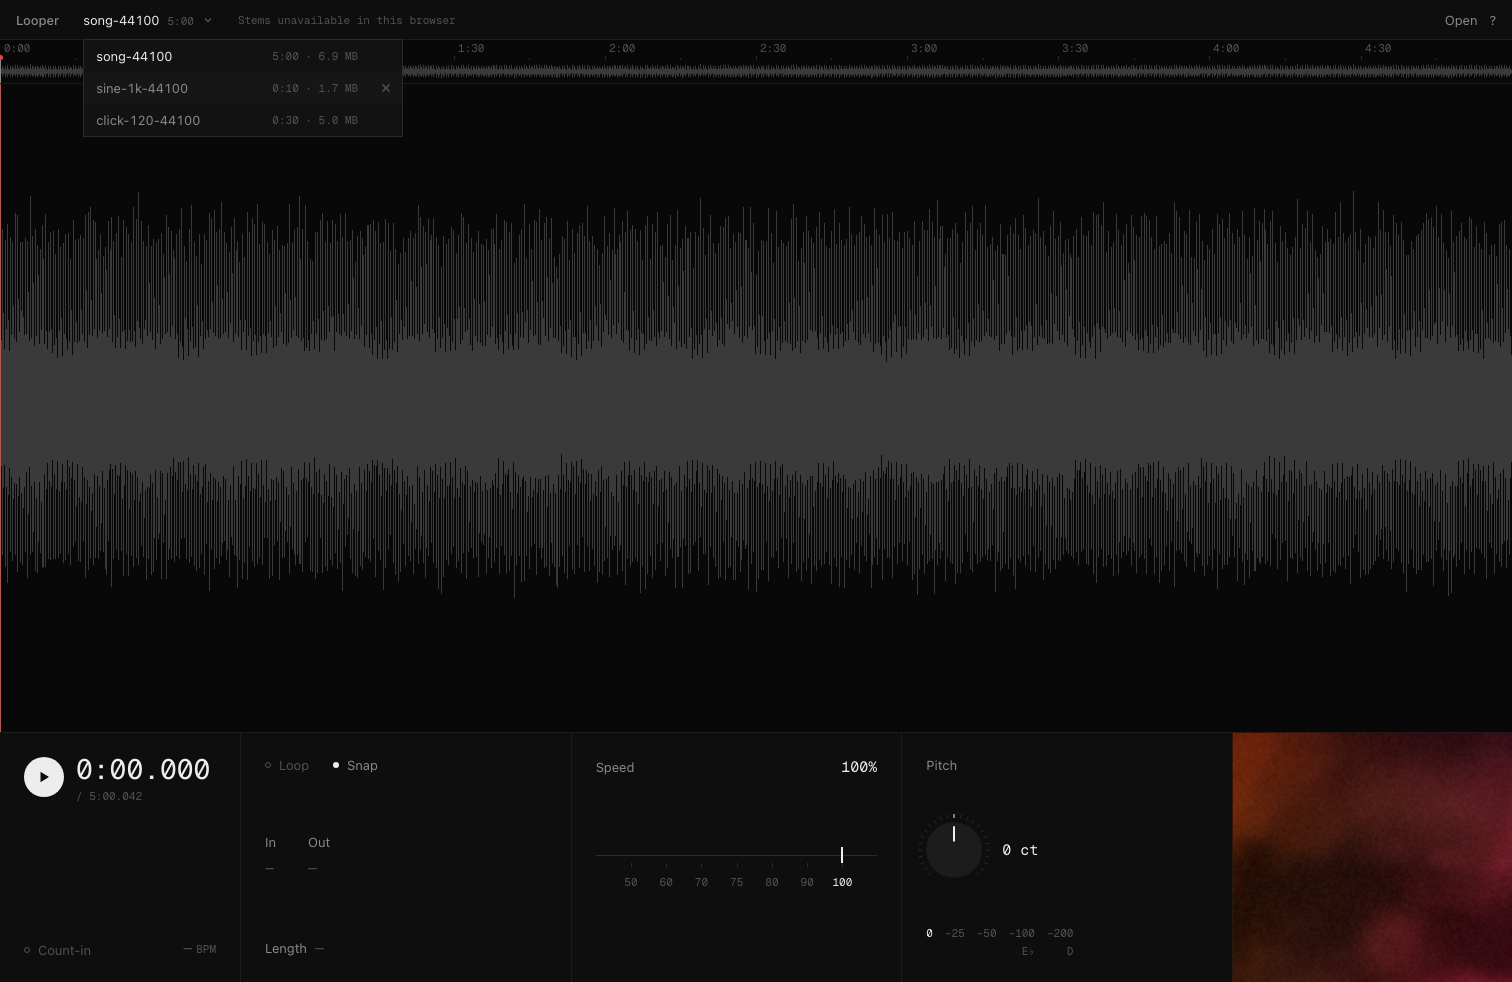 Looper song-44100 5:00 Stems unavailable in this browser Open ?
0:00 1:30 2:00 2:30 3:00 3:30 4:00 4:30
song-44100 5:00 · 6.9 MB
sine-1k-44100 0:10 · 1.7 MB ×
click-120-44100 0:30 · 5.0 MB
0:00.000
/ 5:00.042
Count-in — BPM
Loop Snap
In Out
— —
Length —
Speed 100%
50 60 70 75 80 90 100
Pitch
0 ct
0 −25 −50 −100 −200
E♭ D